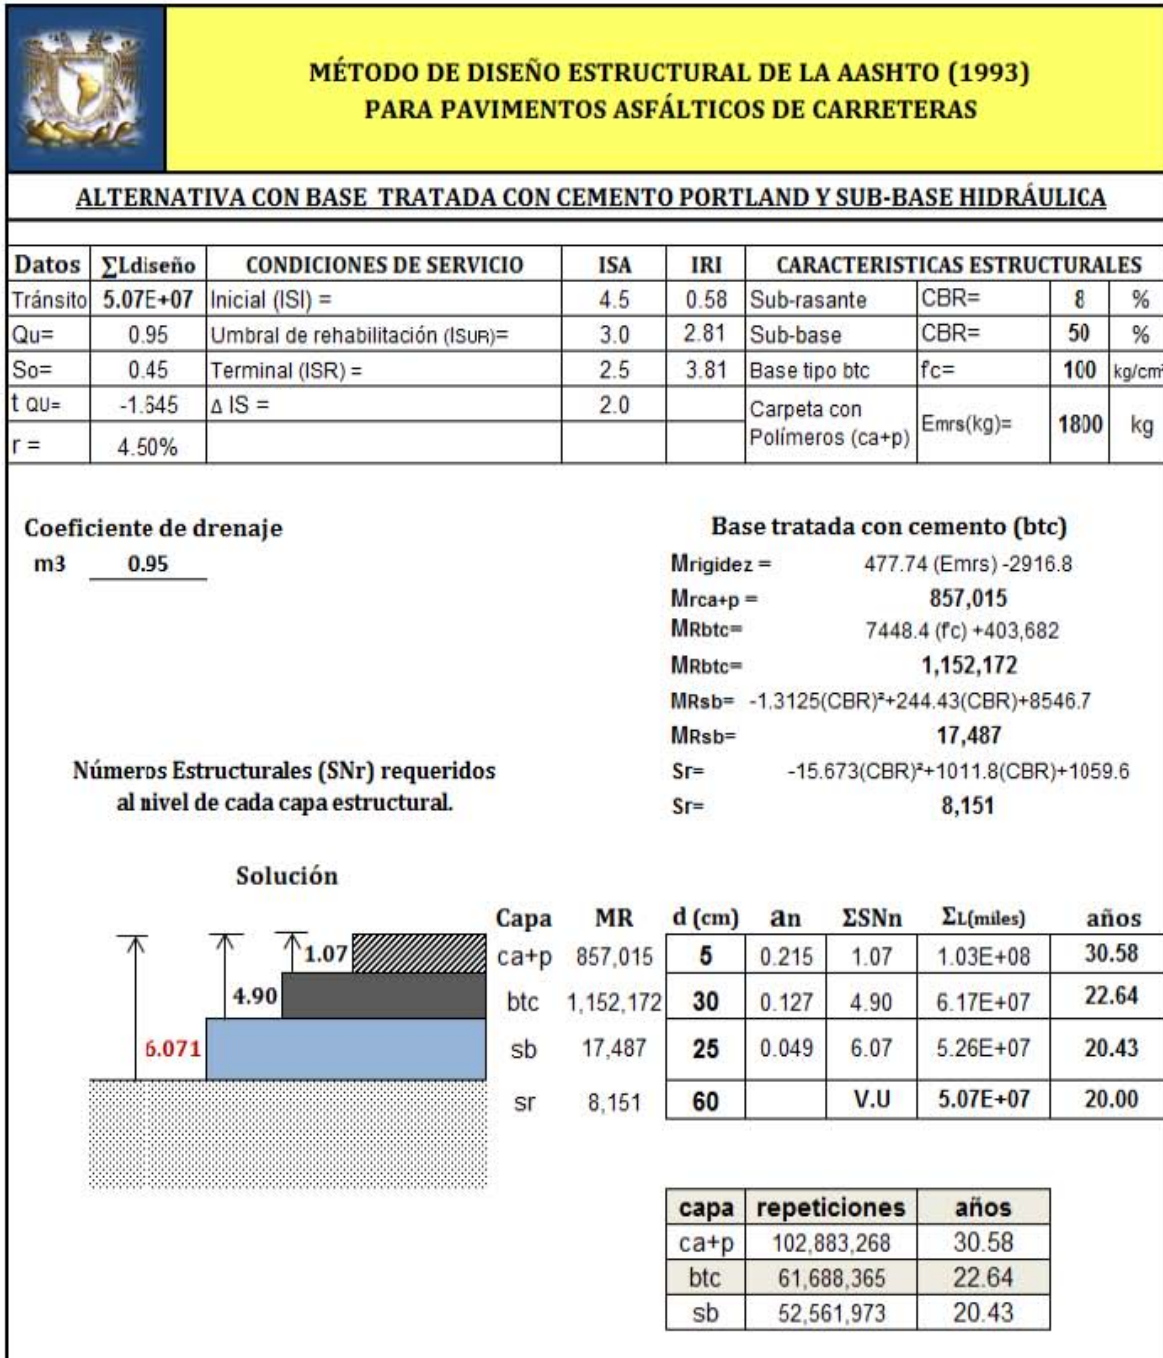 MÉTODO DE DISEÑO ESTRUCTURAL DE LA AASHTO (1993)
PARA PAVIMENTOS ASFÁLTICOS DE CARRETERAS
ALTERNATIVA CON BASE TRATADA CON CEMENTO PORTLAND Y SUB-BASE HIDRÁULICA
Datos ∑Ldiseño CONDICIONES DE SERVICIO ISA IRI CARACTERISTICAS ESTRUCTURALES
Tránsito 5.07E+07 Inicial (ISI) = 4.5 0.58 Sub-rasante CBR= 8 %
Qu= 0.95 Umbral de rehabilitación (ISUR)= 3.0 2.81 Sub-base CBR= 50 %
So= 0.45 Terminal (ISR) = 2.5 3.81 Base tipo btc f'c= 100 kg/cm²
t QU= -1.645 Δ IS = 2.0 Carpeta con
Polímeros (ca+p) Emrs(kg)= 1800 kg
r = 4.50%
Coeficiente de drenaje
m3 0.95
Base tratada con cemento (btc)
Mrigidez = 477.74 (Emrs) -2916.8
Mrca+p = 857,015
MRbtc= 7448.4 (f'c) +403,682
MRbtc= 1,152,172
MRsb= -1.3125(CBR)²+244.43(CBR)+8546.7
MRsb= 17,487
Sr= -15.673(CBR)²+1011.8(CBR)+1059.6
Sr= 8,151
Números Estructurales (SNr) requeridos
al nivel de cada capa estructural.
Solución
Capa MR d (cm) an ΣSNn ΣL(miles) años
1.07 ca+p 857,015 5 0.215 1.07 1.03E+08 30.58
4.90 btc 1,152,172 30 0.127 4.90 6.17E+07 22.64
6.071 sb 17,487 25 0.049 6.07 5.26E+07 20.43
sr 8,151 60 V.U 5.07E+07 20.00
capa repeticiones años
ca+p 102,883,268 30.58
btc 61,688,365 22.64
sb 52,561,973 20.43